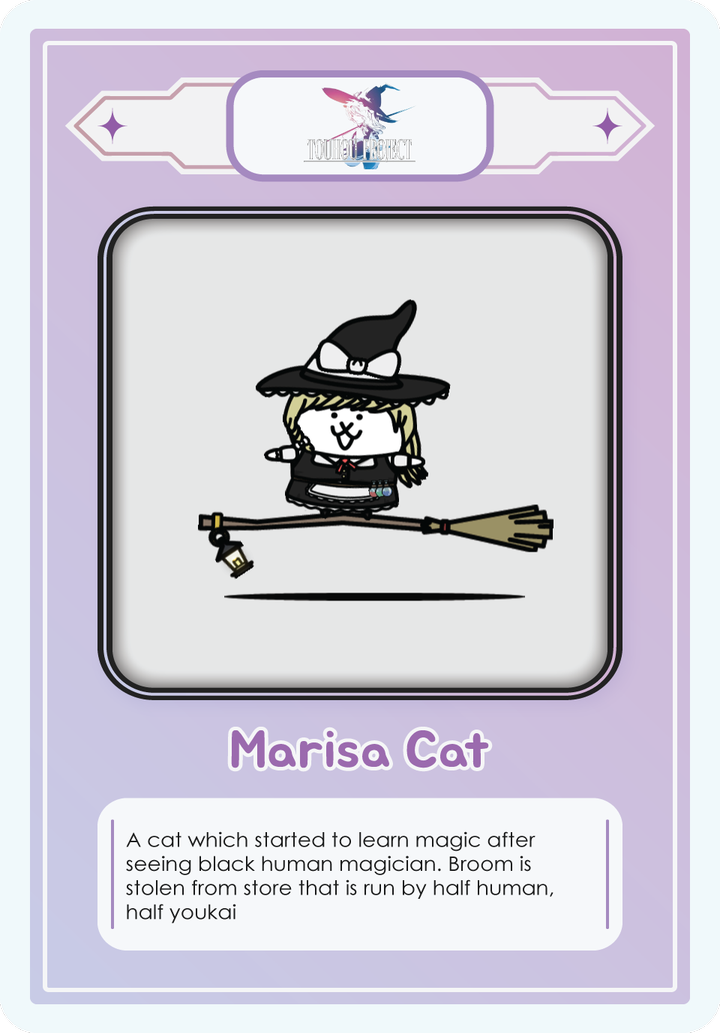 TOUHOU PROJECT
Marisa Cat
A cat which started to learn magic after
seeing black human magician. Broom is
stolen from store that is run by half human,
half youkai